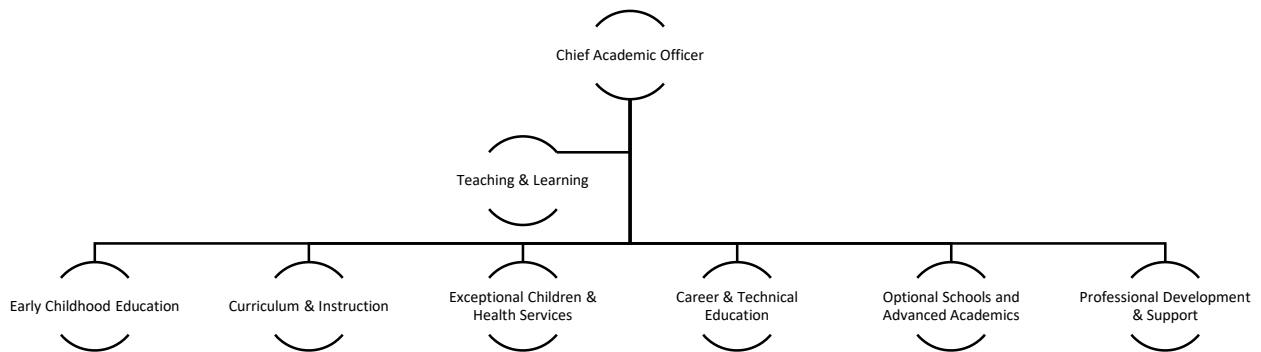 Chief Academic Officer
Teaching & Learning
Early Childhood Education
Curriculum & Instruction
Exceptional Children &
Health Services
Career & Technical
Education
Optional Schools and
Advanced Academics
Professional Development
& Support